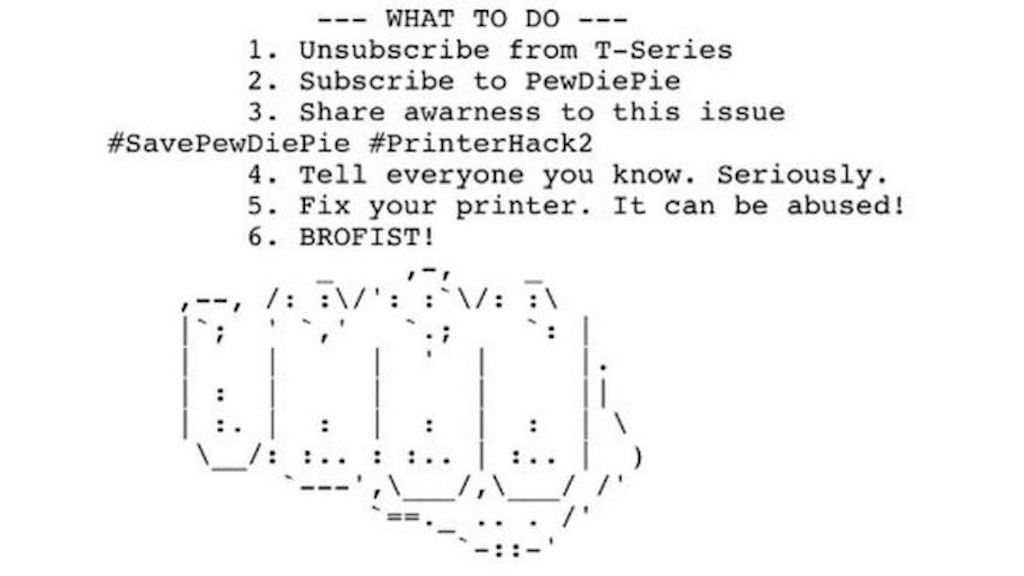 --- WHAT TO DO ---
1. Unsubscribe from T-Series
2. Subscribe to PewDiePie
3. Share awarness to this issue
#SavePewDiePie #PrinterHack2
4. Tell everyone you know. Seriously.
5. Fix your printer. It can be abused!
6. BROFIST!